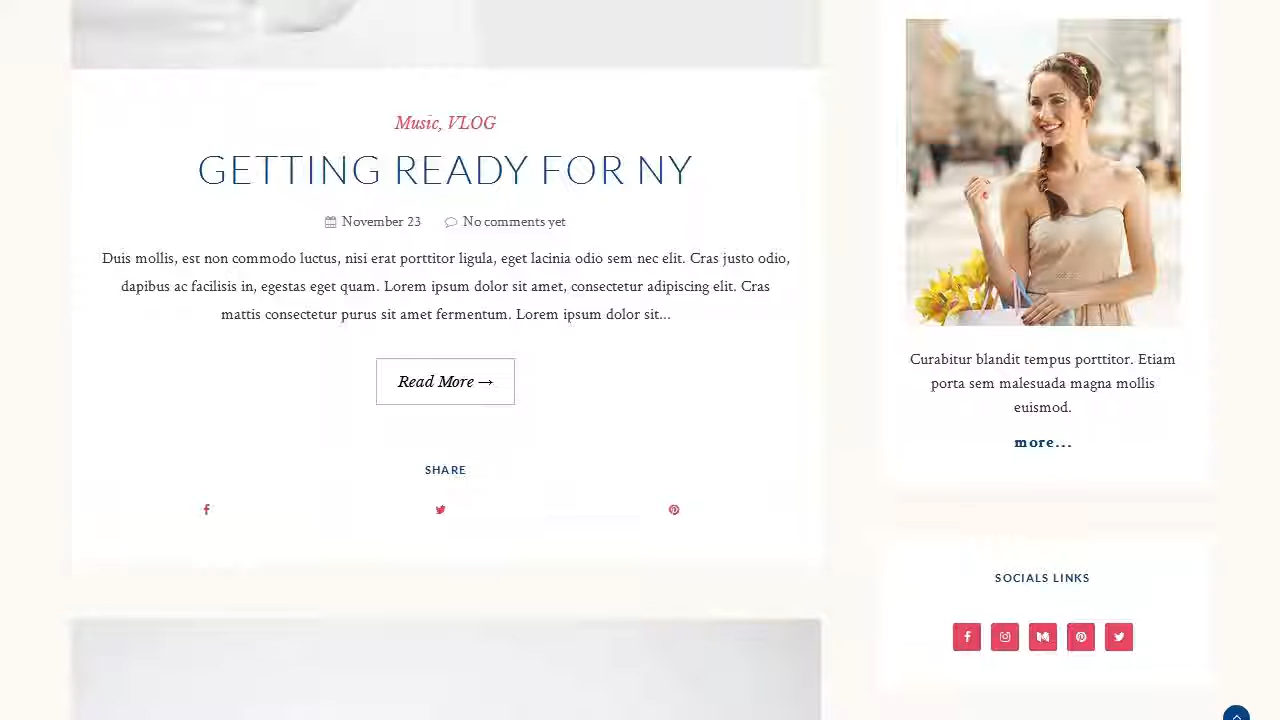 Music, VLOG
GETTING READY FOR NY
November 23 No comments yet
Duis mollis, est non commodo luctus, nisi erat porttitor ligula, eget lacinia odio sem nec elit. Cras justo odio,
dapibus ac facilisis in, egestas eget quam. Lorem ipsum dolor sit amet, consectetur adipiscing elit. Cras
mattis consectetur purus sit amet fermentum. Lorem ipsum dolor sit...
Read More →
SHARE
Curabitur blandit tempus porttitor. Etiam
porta sem malesuada magna mollis
euismod.
more...
SOCIALS LINKS